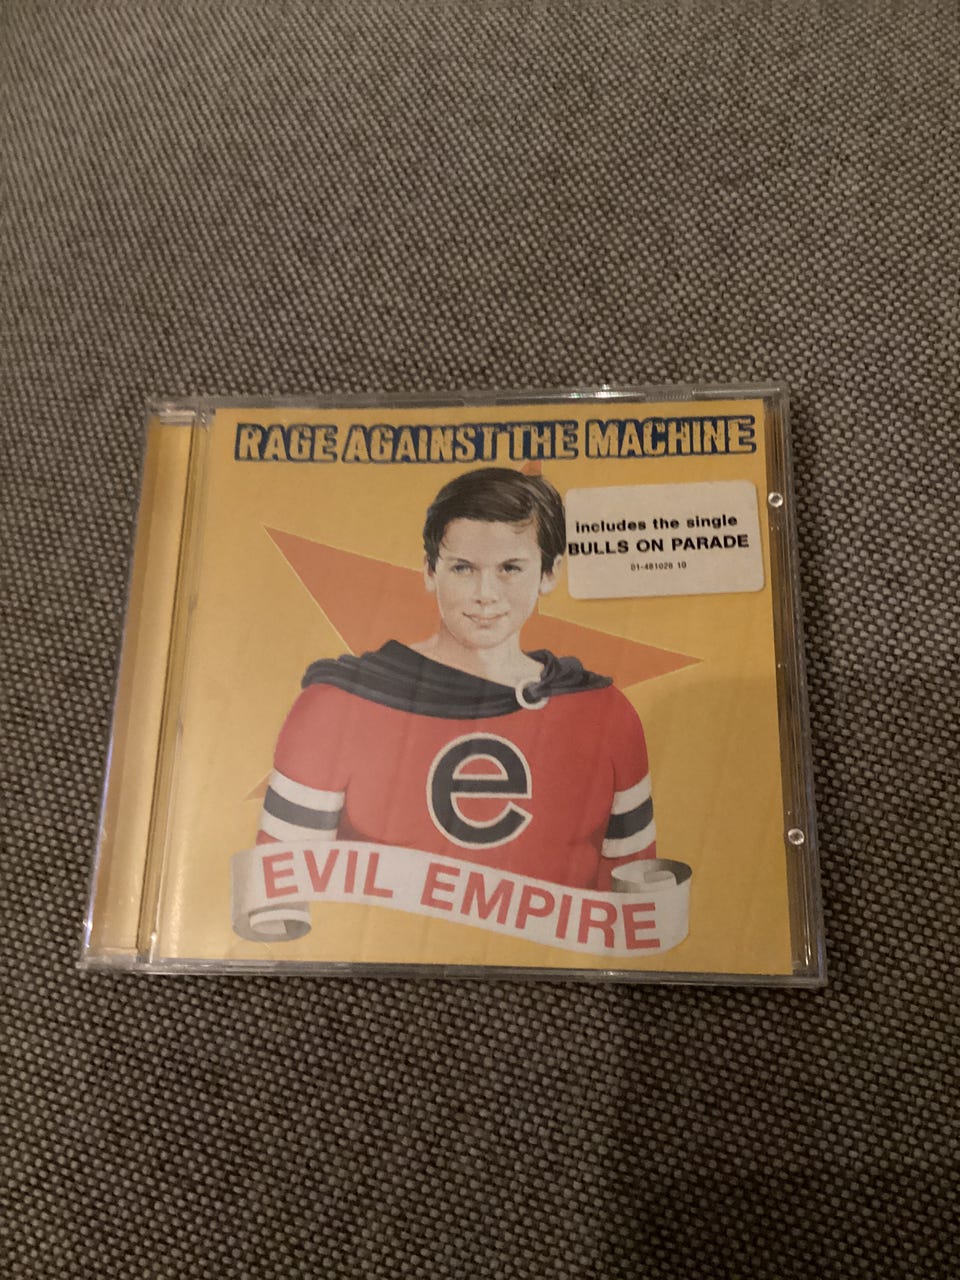 RAGE AGAINST THE MACHINE
includes the single
BULLS ON PARADE
01-481026 10
e
EVIL EMPIRE